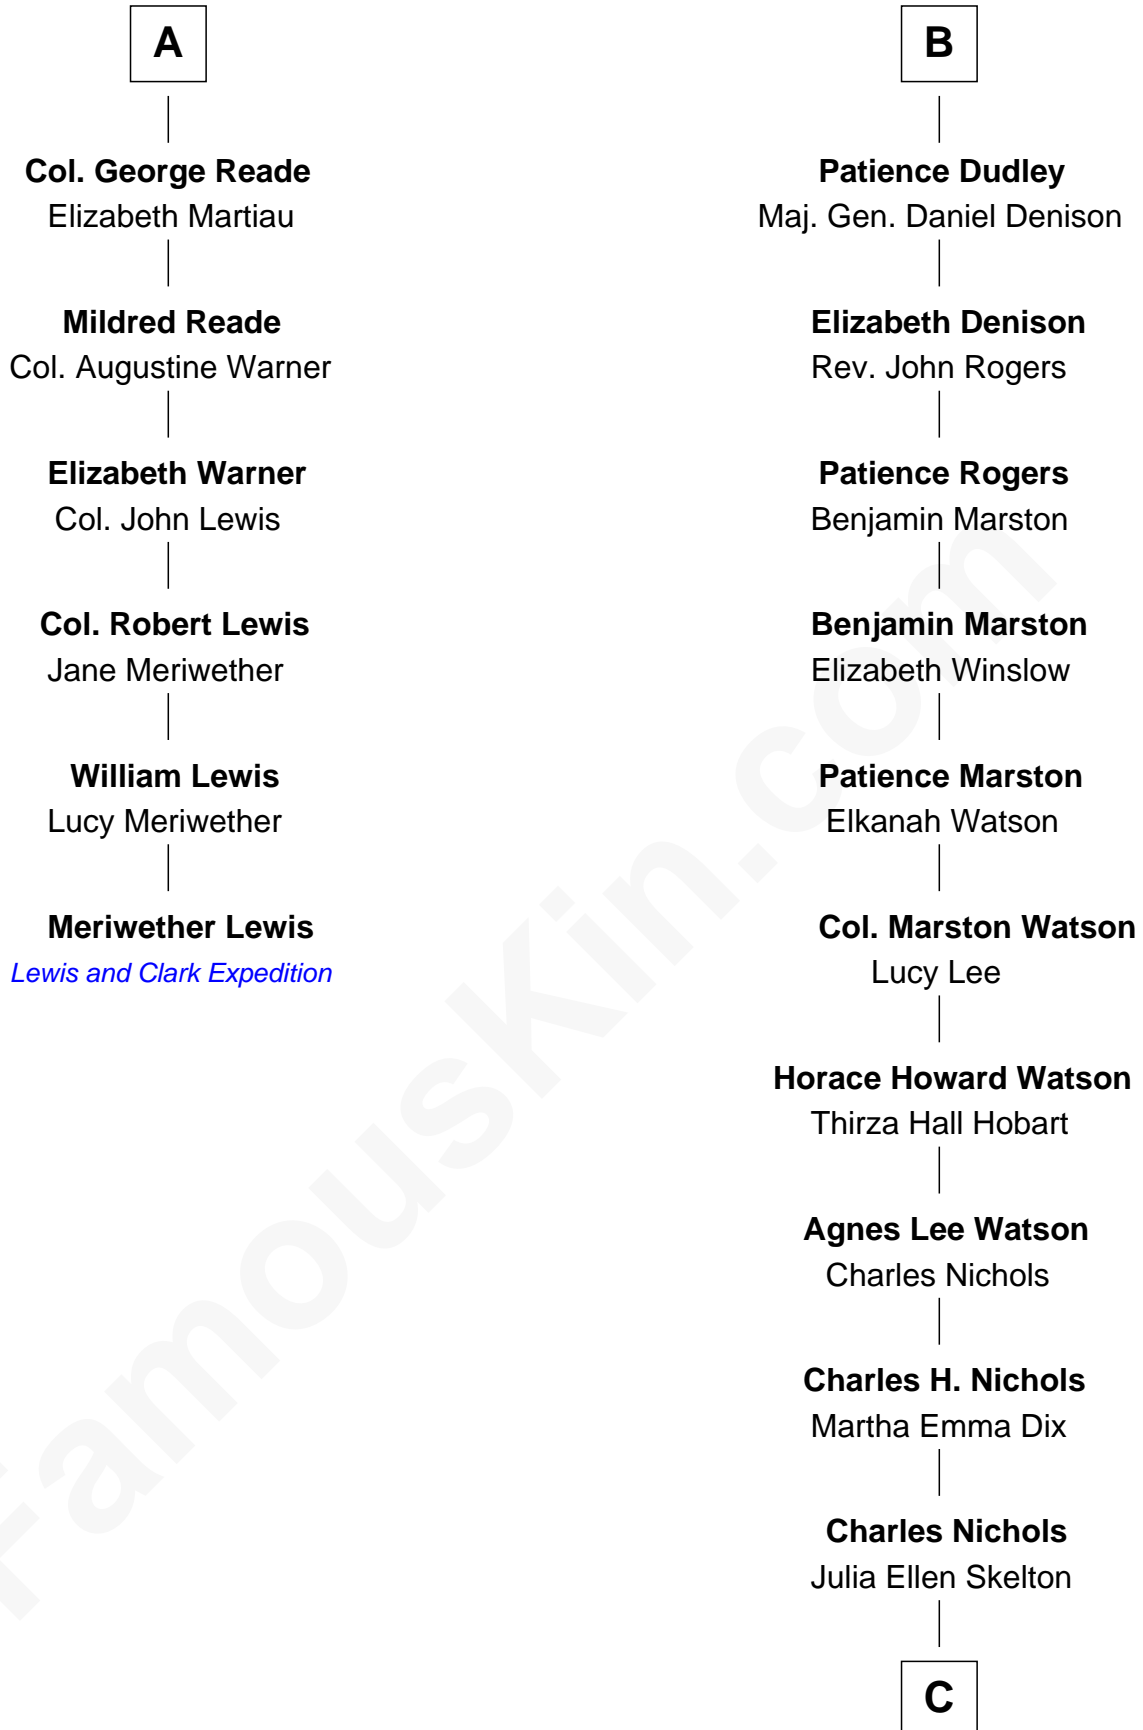 A
Col. George Reade
Elizabeth Martiau
Mildred Reade
Col. Augustine Warner
Elizabeth Warner
Col. John Lewis
Col. Robert Lewis
Jane Meriwether
William Lewis
Lucy Meriwether
Meriwether Lewis
Lewis and Clark Expedition
B
Patience Dudley
Maj. Gen. Daniel Denison
Elizabeth Denison
Rev. John Rogers
Patience Rogers
Benjamin Marston
Benjamin Marston
Elizabeth Winslow
Patience Marston
Elkanah Watson
Col. Marston Watson
Lucy Lee
Horace Howard Watson
Thirza Hall Hobart
Agnes Lee Watson
Charles Nichols
Charles H. Nichols
Martha Emma Dix
Charles Nichols
Julia Ellen Skelton
C
FamousKin.com